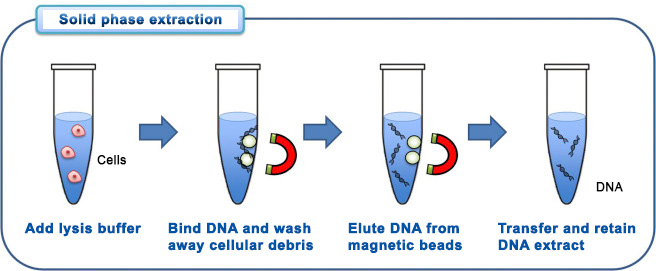 Solid phase extraction
Cells
DNA
Add lysis buffer
Bind DNA and wash
away cellular debris
Elute DNA from
magnetic beads
Transfer and retain
DNA extract